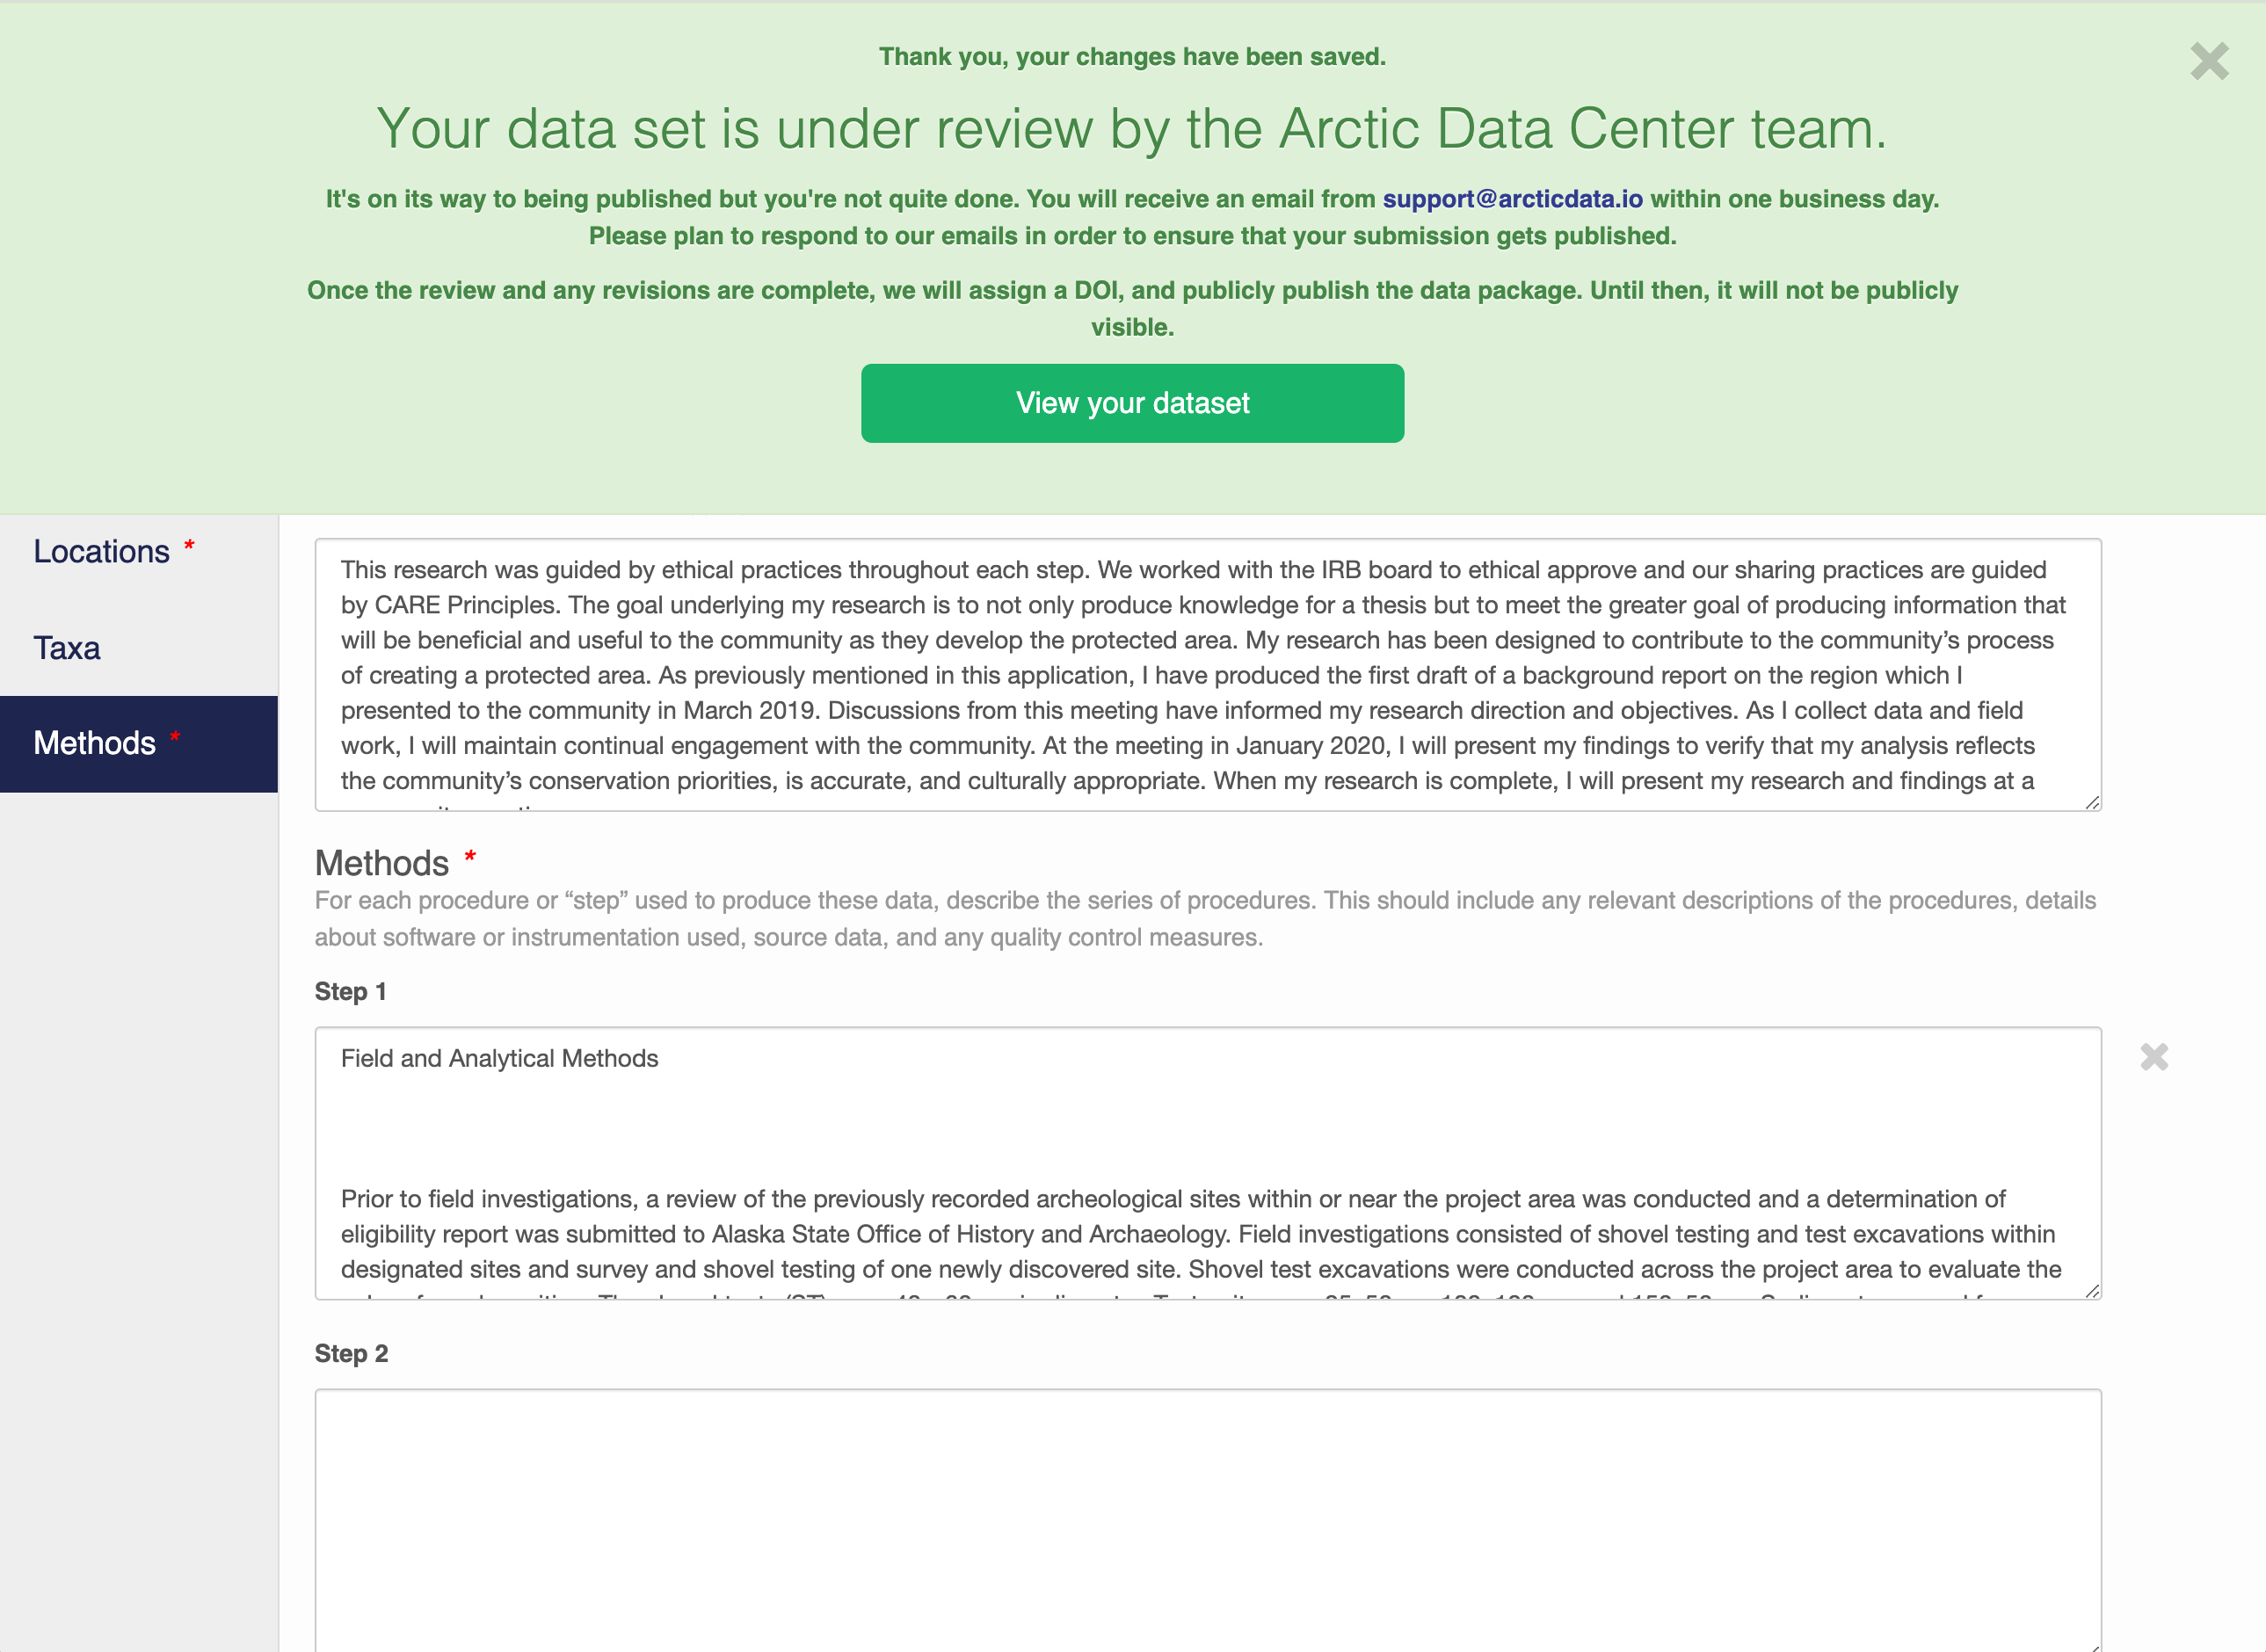 Thank you, your changes have been saved.
Your data set is under review by the Arctic Data Center team.
It's on its way to being published but you're not quite done. You will receive an email from support@arcticdata.io within one business day.
Please plan to respond to our emails in order to ensure that your submission gets published.
Once the review and any revisions are complete, we will assign a DOI, and publicly publish the data package. Until then, it will not be publicly
visible.
View your dataset
Locations *
Taxa
Methods *
This research was guided by ethical practices throughout each step. We worked with the IRB board to ethical approve and our sharing practices are guided
by CARE Principles. The goal underlying my research is to not only produce knowledge for a thesis but to meet the greater goal of producing information that
will be beneficial and useful to the community as they develop the protected area. My research has been designed to contribute to the community’s process
of creating a protected area. As previously mentioned in this application, I have produced the first draft of a background report on the region which I
presented to the community in March 2019. Discussions from this meeting have informed my research direction and objectives. As I collect data and field
work, I will maintain continual engagement with the community. At the meeting in January 2020, I will present my findings to verify that my analysis reflects
the community’s conservation priorities, is accurate, and culturally appropriate. When my research is complete, I will present my research and findings at a
Methods *
For each procedure or “step” used to produce these data, describe the series of procedures. This should include any relevant descriptions of the procedures, details
about software or instrumentation used, source data, and any quality control measures.
Step 1
Field and Analytical Methods
Prior to field investigations, a review of the previously recorded archeological sites within or near the project area was conducted and a determination of
eligibility report was submitted to Alaska State Office of History and Archaeology. Field investigations consisted of shovel testing and test excavations within
designated sites and survey and shovel testing of one newly discovered site. Shovel test excavations were conducted across the project area to evaluate the
Step 2